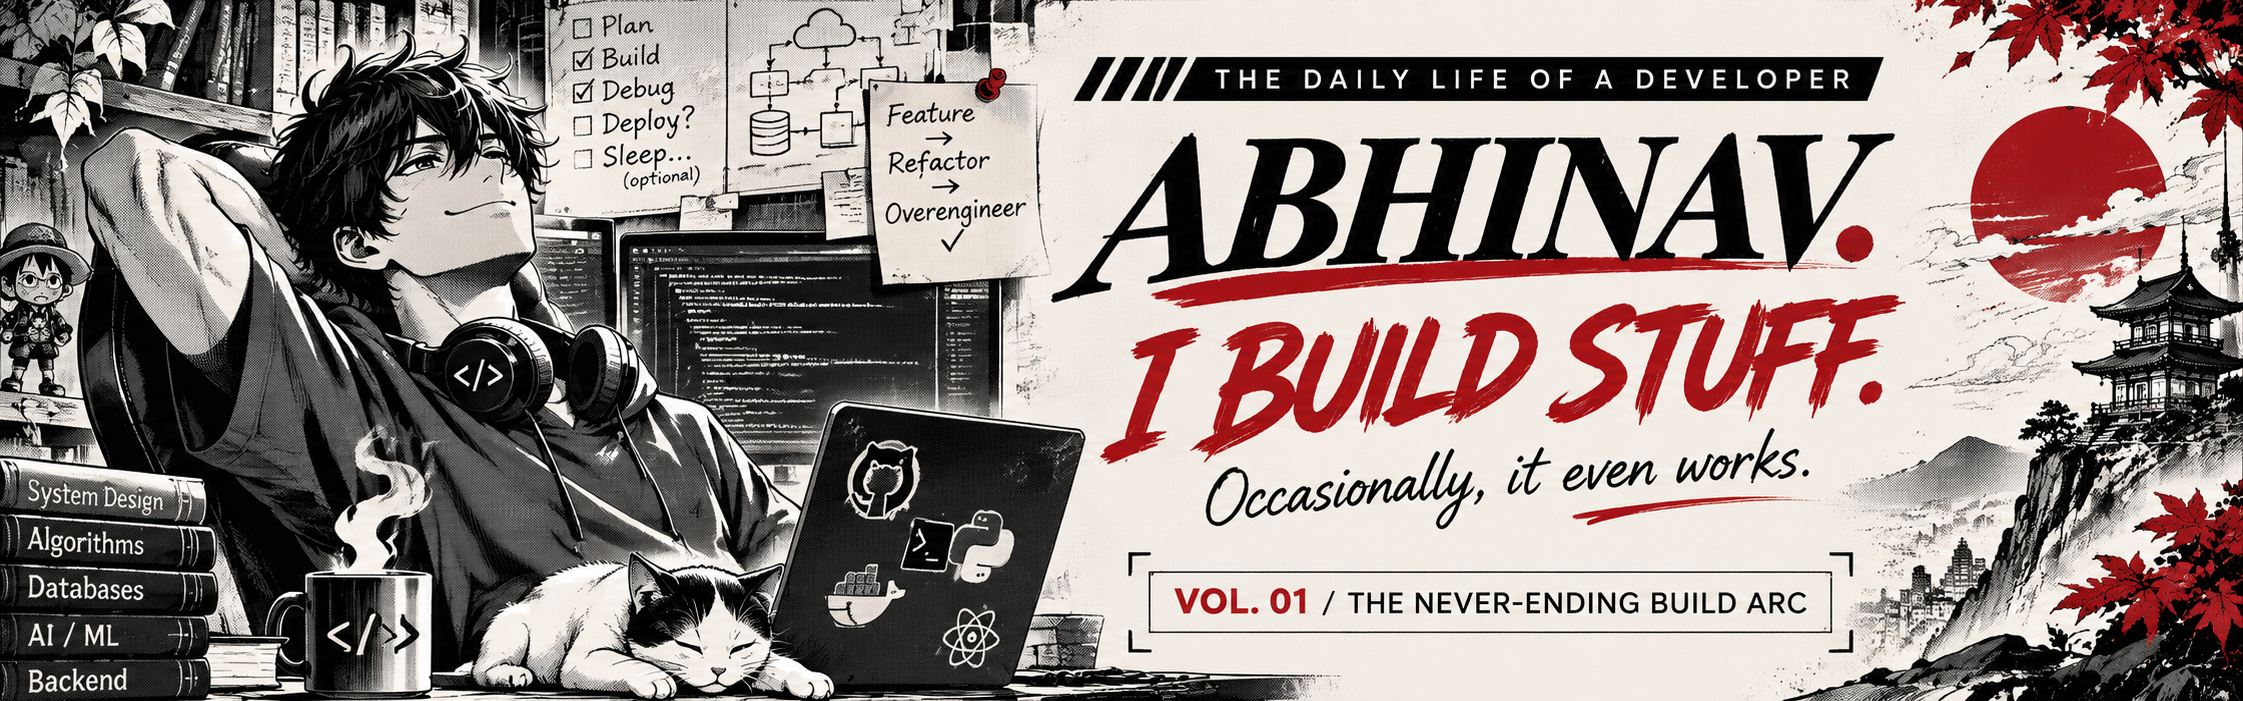 Plan
Build
Debug
Deploy?
Sleep...
(optional)
Feature
→
Refactor
→
Overengineer
✓
</>
System Design
Algorithms
Databases
AI / ML
Backend
</>>
>_
THE DAILY LIFE OF A DEVELOPER
ABHINAV.
I BUILD STUFF.
Occasionally, it even works.
VOL. 01 / THE NEVER-ENDING BUILD ARC